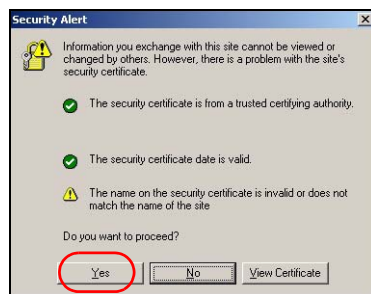 Security Alert
Information you exchange with this site cannot be viewed or
changed by others. However, there is a problem with the site's
security certificate.
The security certificate is from a trusted certifying authority.
The security certificate date is valid.
The name on the security certificate is invalid or does not
match the name of the site
Do you want to proceed?
Yes No View Certificate